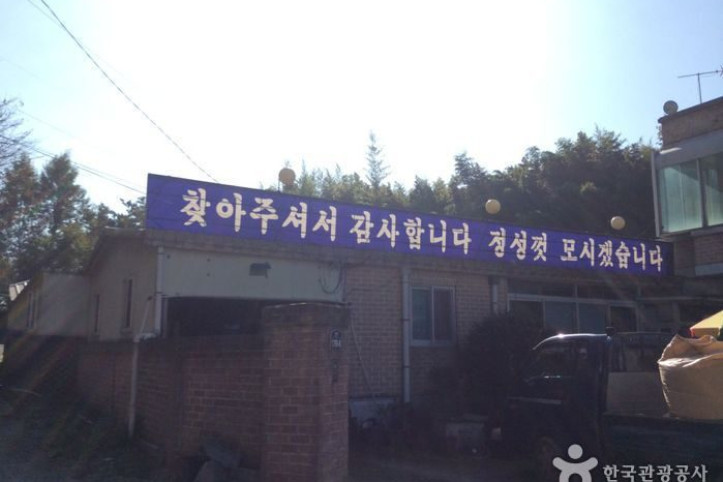 찾아주셔서 감사합니다 정성껏 모시겠습니다
한국관광공사